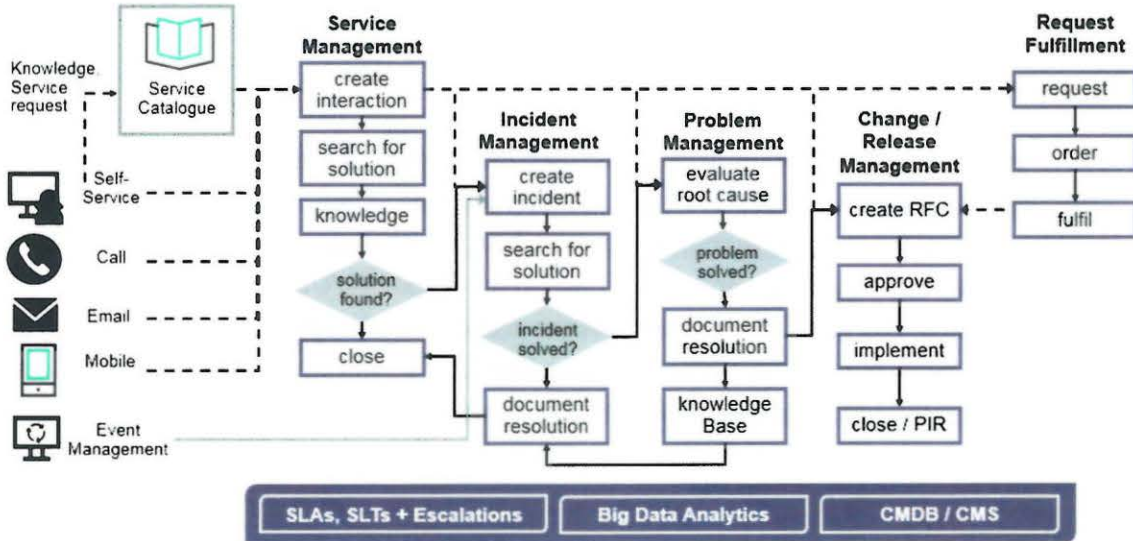 Knowledge,
Service
request
Service
Catalogue
Self-
Service
Call
Email
Mobile
Event
Management
Service
Management
create
interaction
search for
solution
knowledge
solution
found?
close
Incident
Management
create
incident
search for
solution
incident
solved?
document
resolution
Problem
Management
evaluate
root cause
problem
solved?
document
resolution
knowledge
Base
Change /
Release
Management
create RFC
approve
implement
close / PIR
Request
Fulfillment
request
order
fulfil
SLAs, SLTs + Escalations
Big Data Analytics
CMDB / CMS